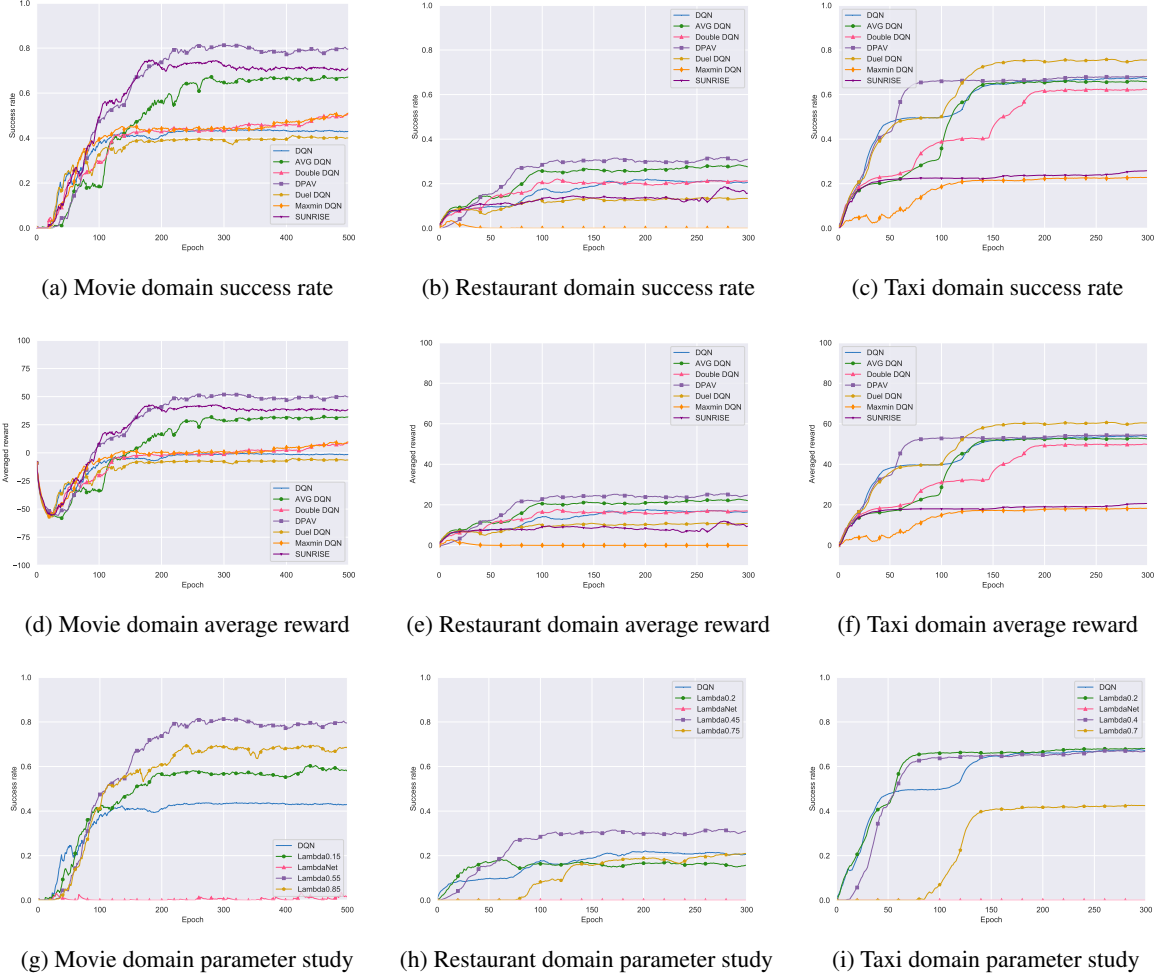 1.0
0.8
0.6
0.4
0.2
0.0
Success rate
0 100 200 300 400 500
Epoch
DQN
AVG DQN
Double DQN
DPAV
Duel DQN
Maxmin DQN
SUNRISE
(a) Movie domain success rate
1.0
0.8
0.6
0.4
0.2
0.0
Success rate
0 50 100 150 200 250 300
Epoch
DQN
AVG DQN
Double DQN
DPAV
Duel DQN
Maxmin DQN
SUNRISE
(b) Restaurant domain success rate
1.0
0.8
0.6
0.4
0.2
0.0
Success rate
0 50 100 150 200 250 300
Epoch
DQN
AVG DQN
Double DQN
DPAV
Duel DQN
Maxmin DQN
SUNRISE
(c) Taxi domain success rate
100
75
50
25
0
−25
−50
−75
−100
Averaged reward
0 100 200 300 400 500
Epoch
DQN
AVG DQN
Double DQN
DPAV
Duel DQN
Maxmin DQN
SUNRISE
(d) Movie domain average reward
100
80
60
40
20
0
Averaged reward
0 50 100 150 200 250 300
Epoch
DQN
AVG DQN
Double DQN
DPAV
Duel DQN
Maxmin DQN
SUNRISE
(e) Restaurant domain average reward
100
80
60
40
20
0
Averaged reward
0 50 100 150 200 250 300
Epoch
DQN
AVG DQN
Double DQN
DPAV
Duel DQN
Maxmin DQN
SUNRISE
(f) Taxi domain average reward
1.0
0.8
0.6
0.4
0.2
0.0
Success rate
0 100 200 300 400 500
Epoch
DQN
Lambda0.15
LambdaNet
Lambda0.55
Lambda0.85
(g) Movie domain parameter study
1.0
0.8
0.6
0.4
0.2
0.0
Success rate
0 50 100 150 200 250 300
Epoch
DQN
Lambda0.2
LambdaNet
Lambda0.45
Lambda0.75
(h) Restaurant domain parameter study
1.0
0.8
0.6
0.4
0.2
0.0
Success rate
0 50 100 150 200 250 300
Epoch
DQN
Lambda0.2
LambdaNet
Lambda0.4
Lambda0.7
(i) Taxi domain parameter study